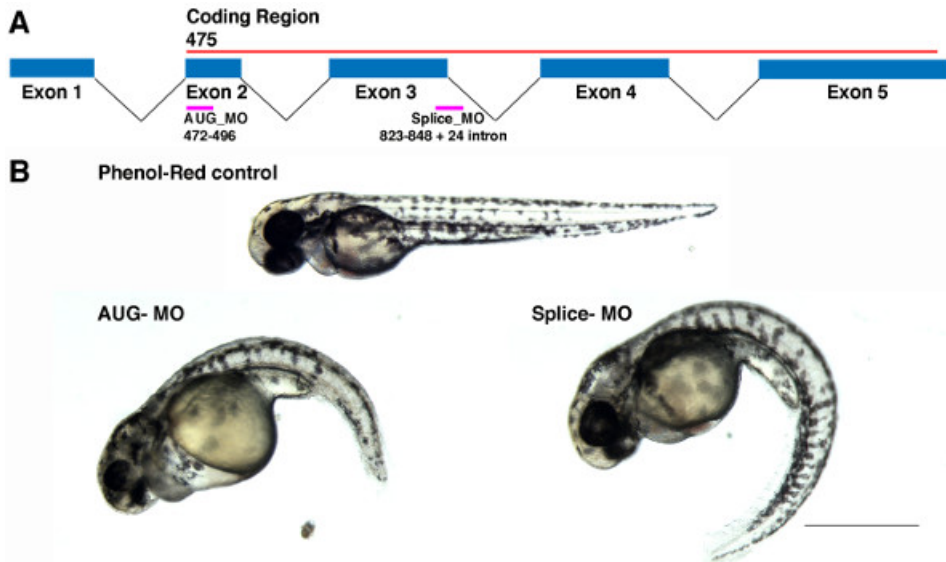 A
Coding Region
475
Exon 1
Exon 2
Exon 3
Exon 4
Exon 5
AUG_MO
472-496
Splice_MO
823-848 + 24 intron
B
Phenol-Red control
AUG- MO
Splice- MO